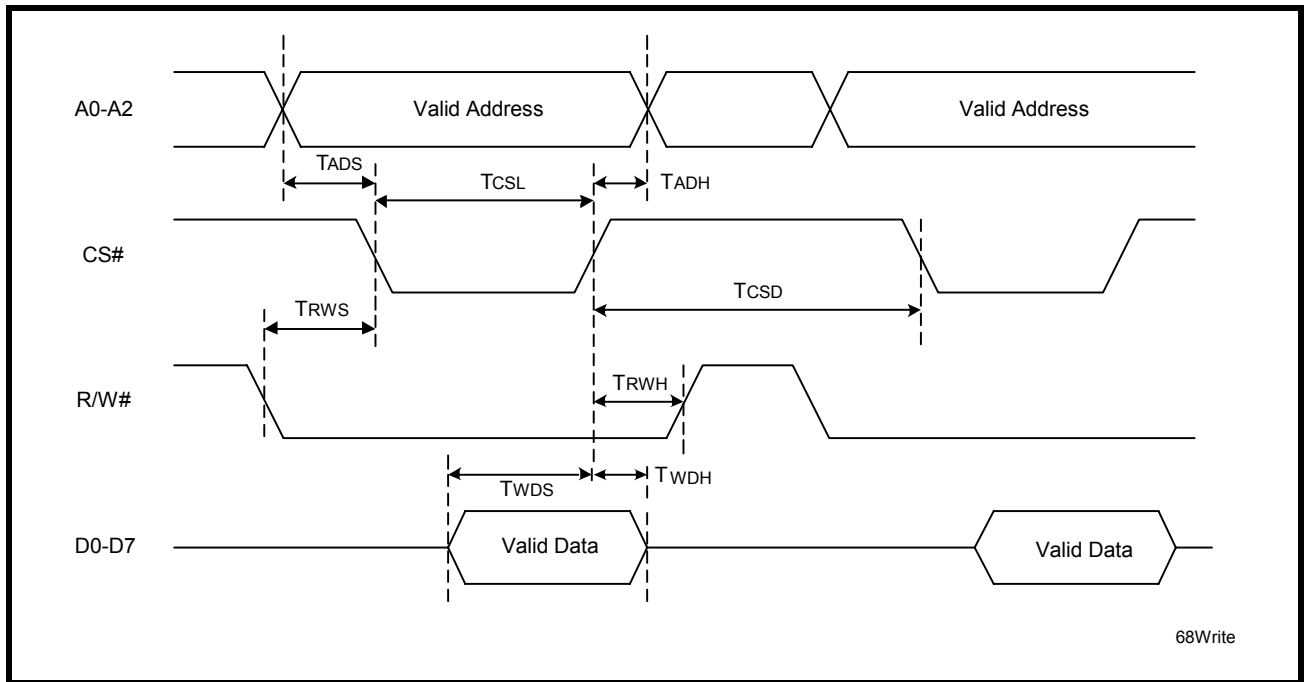 A0-A2
Valid Address
Valid Address
TADS
TCSL
TADH
CS#
TCSD
TRWS
TRWH
R/W#
TWDS
TWDH
D0-D7
Valid Data
Valid Data
68Write